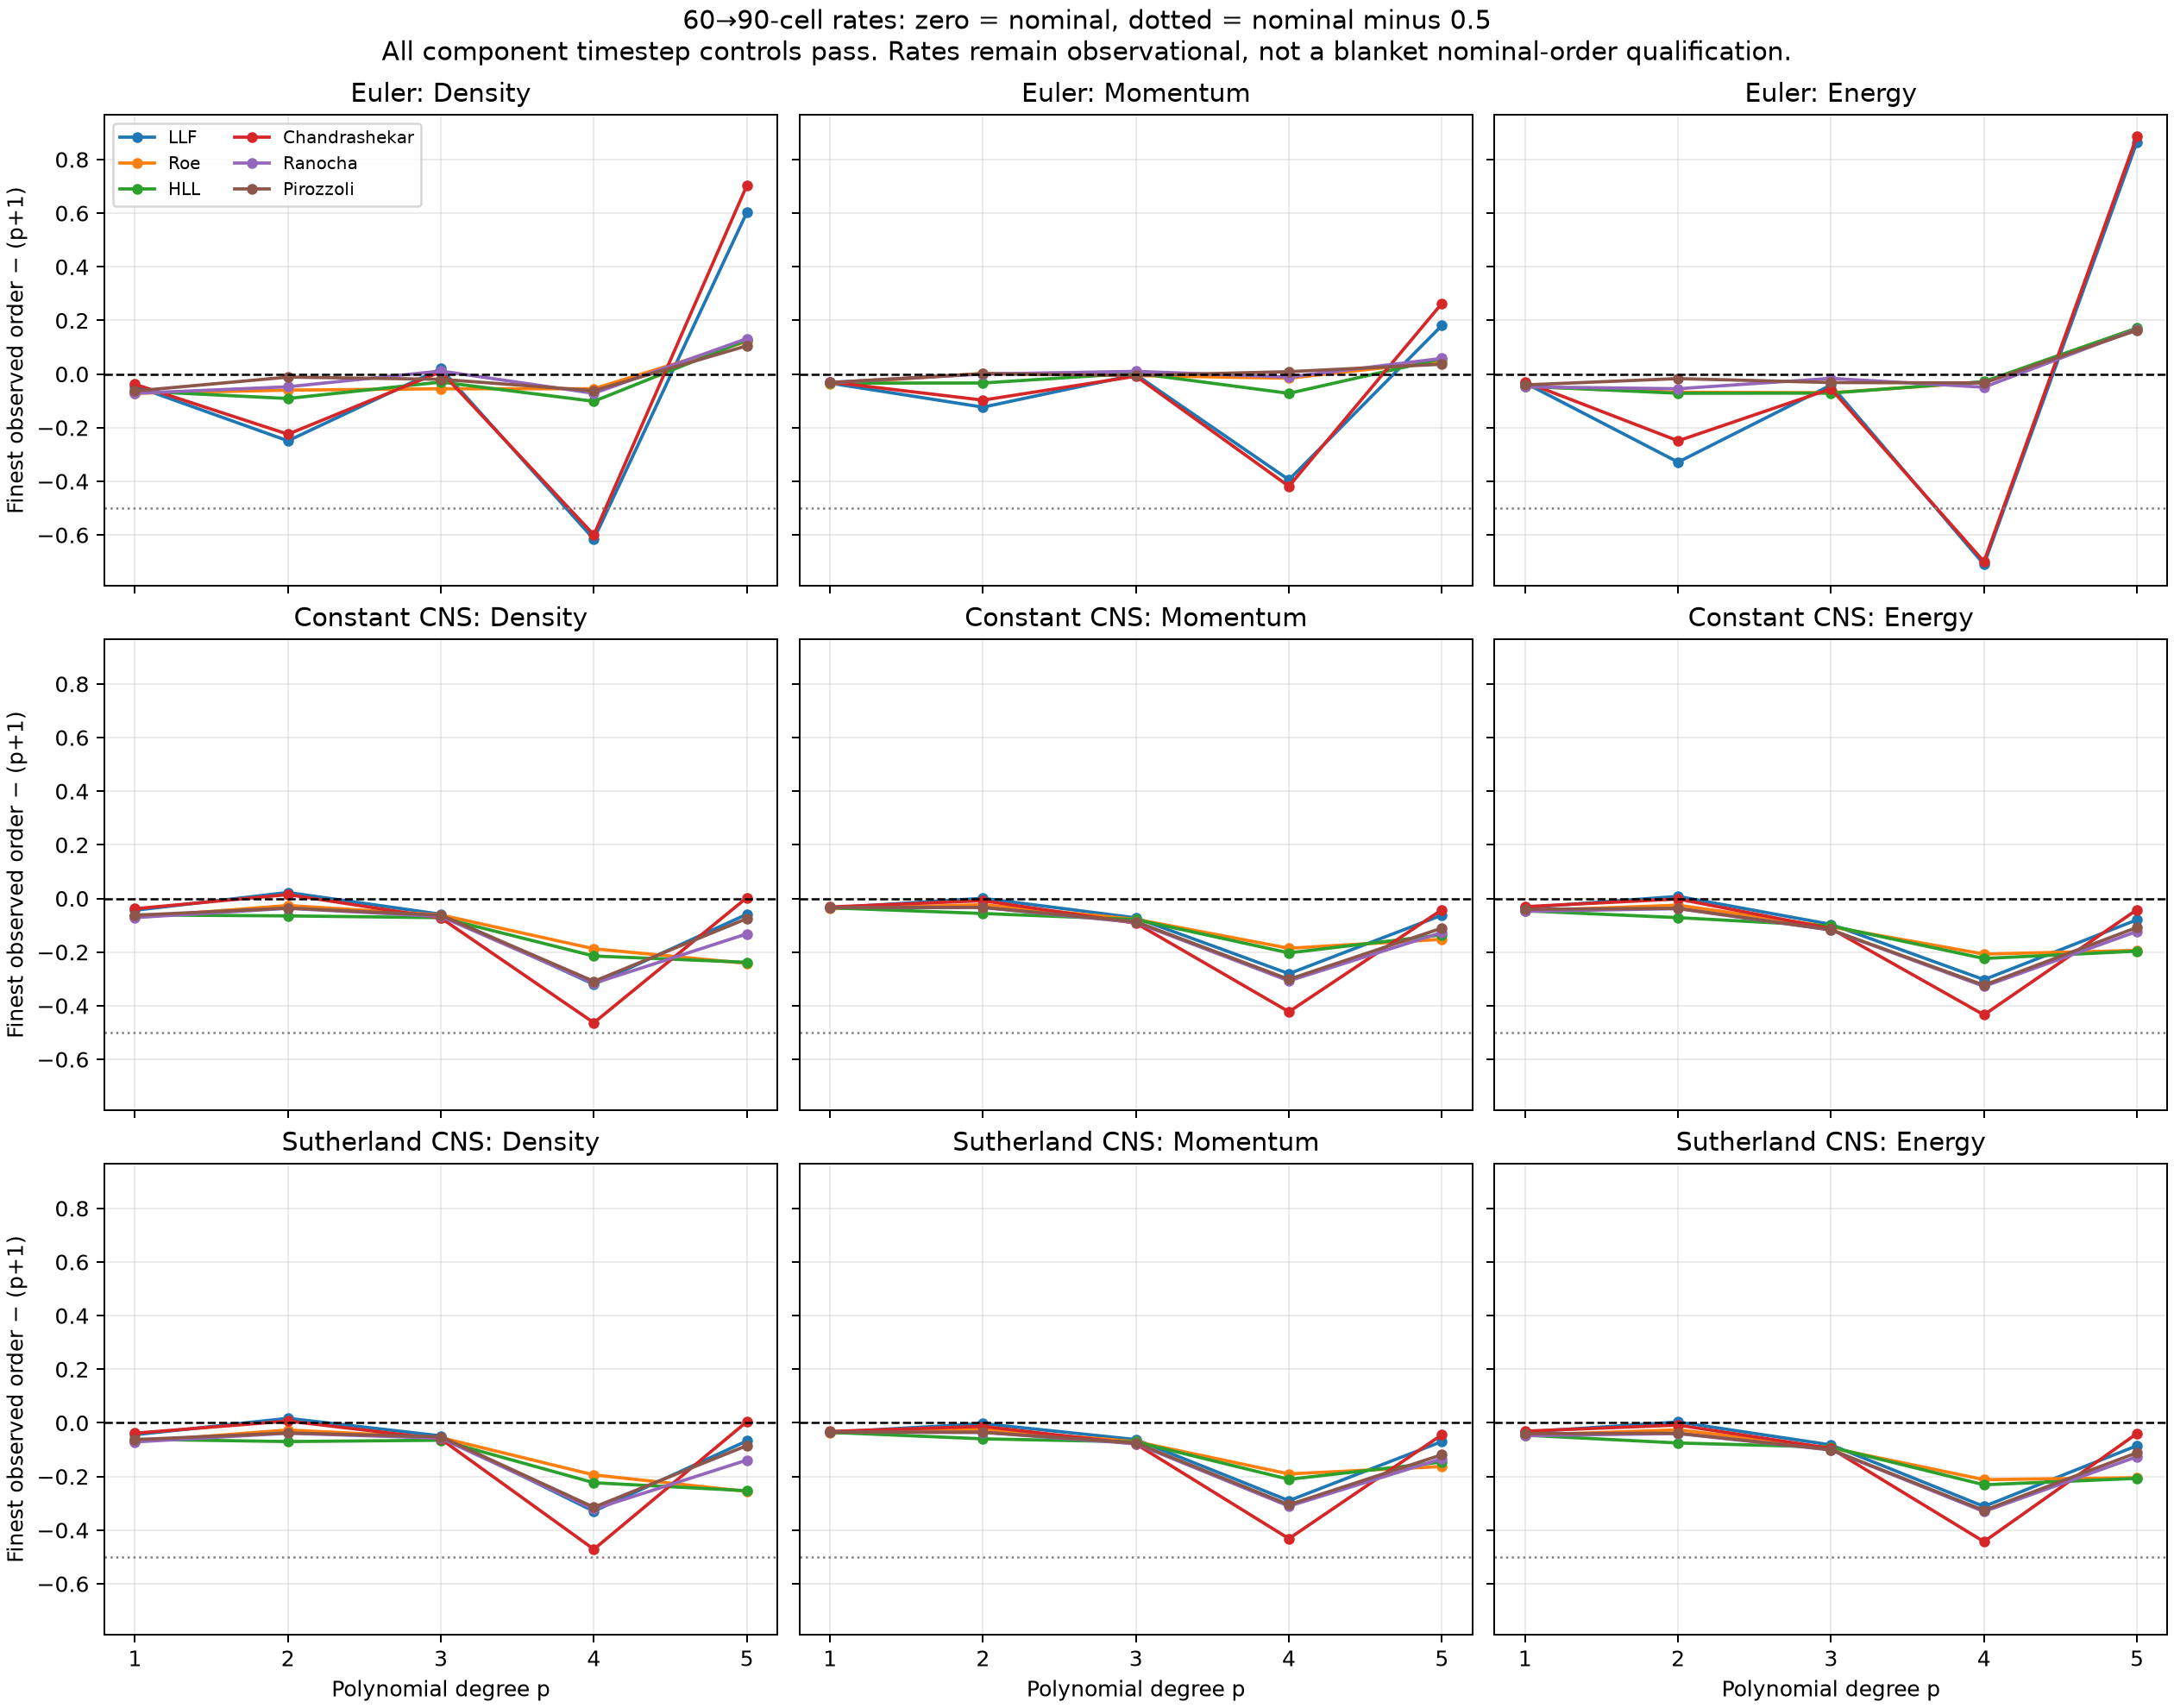 60→90-cell rates: zero = nominal, dotted = nominal minus 0.5
All component timestep controls pass. Rates remain observational, not a blanket nominal-order qualification.
Euler: Density
Euler: Momentum
Euler: Energy
LLF
Roe
HLL
Chandrashekar
Ranocha
Pirozzoli
Finest observed order − (p+1)
0.8
0.6
0.4
0.2
0.0
−0.2
−0.4
−0.6
Constant CNS: Density
Constant CNS: Momentum
Constant CNS: Energy
Finest observed order − (p+1)
0.8
0.6
0.4
0.2
0.0
−0.2
−0.4
−0.6
Sutherland CNS: Density
Sutherland CNS: Momentum
Sutherland CNS: Energy
Finest observed order − (p+1)
0.8
0.6
0.4
0.2
0.0
−0.2
−0.4
−0.6
1 2 3 4 5
1 2 3 4 5
1 2 3 4 5
Polynomial degree p
Polynomial degree p
Polynomial degree p